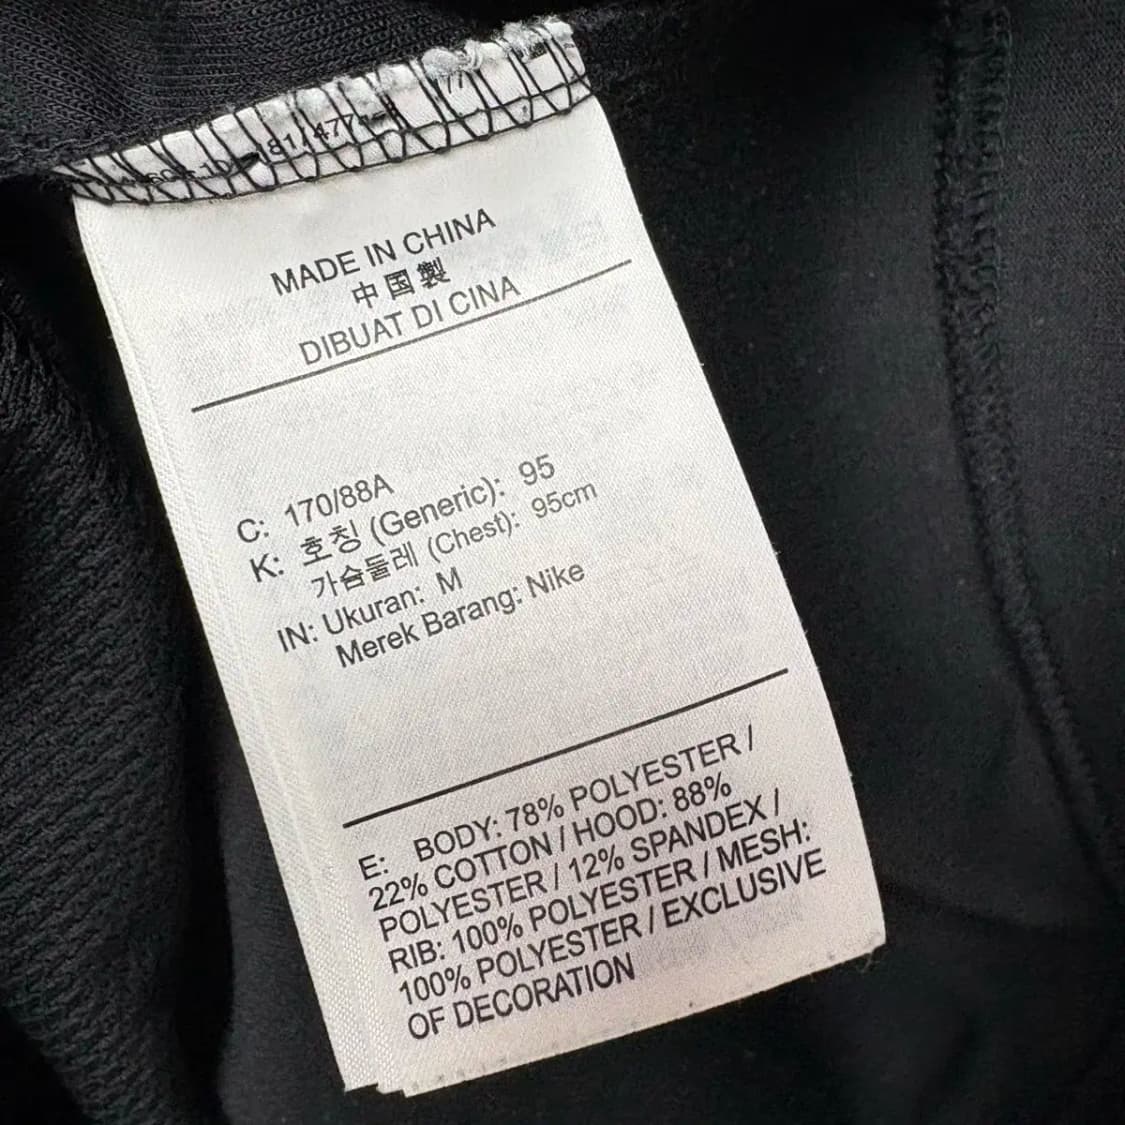 MADE IN CHINA
中国製
DIBUAT DI CINA
C: 170/88A
K: 호칭 (Generic): 95
가슴둘레 (Chest): 95cm
IN: Ukuran: M
Merek Barang: Nike
E: BODY: 78% POLYESTER /
22% COTTON / HOOD: 88%
POLYESTER / 12% SPANDEX /
RIB: 100% POLYESTER / MESH:
100% POLYESTER / EXCLUSIVE
OF DECORATION